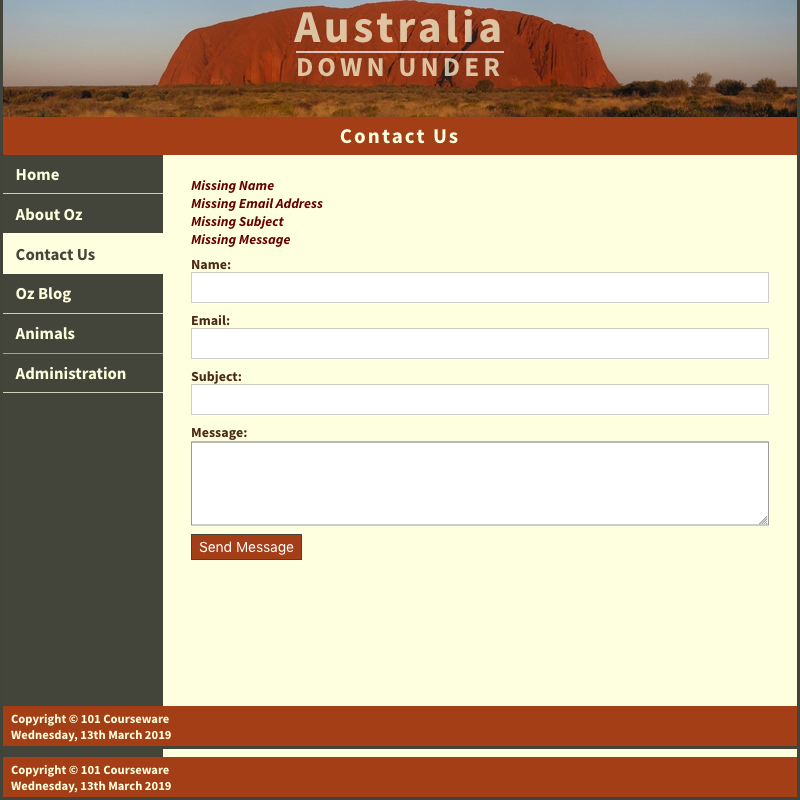 Australia
DOWN UNDER
Contact Us
Home
About Oz
Contact Us
Oz Blog
Animals
Administration
Missing Name
Missing Email Address
Missing Subject
Missing Message
Name:
Email:
Subject:
Message:
Send Message
Copyright © 101 Courseware
Wednesday, 13th March 2019
Copyright © 101 Courseware
Wednesday, 13th March 2019